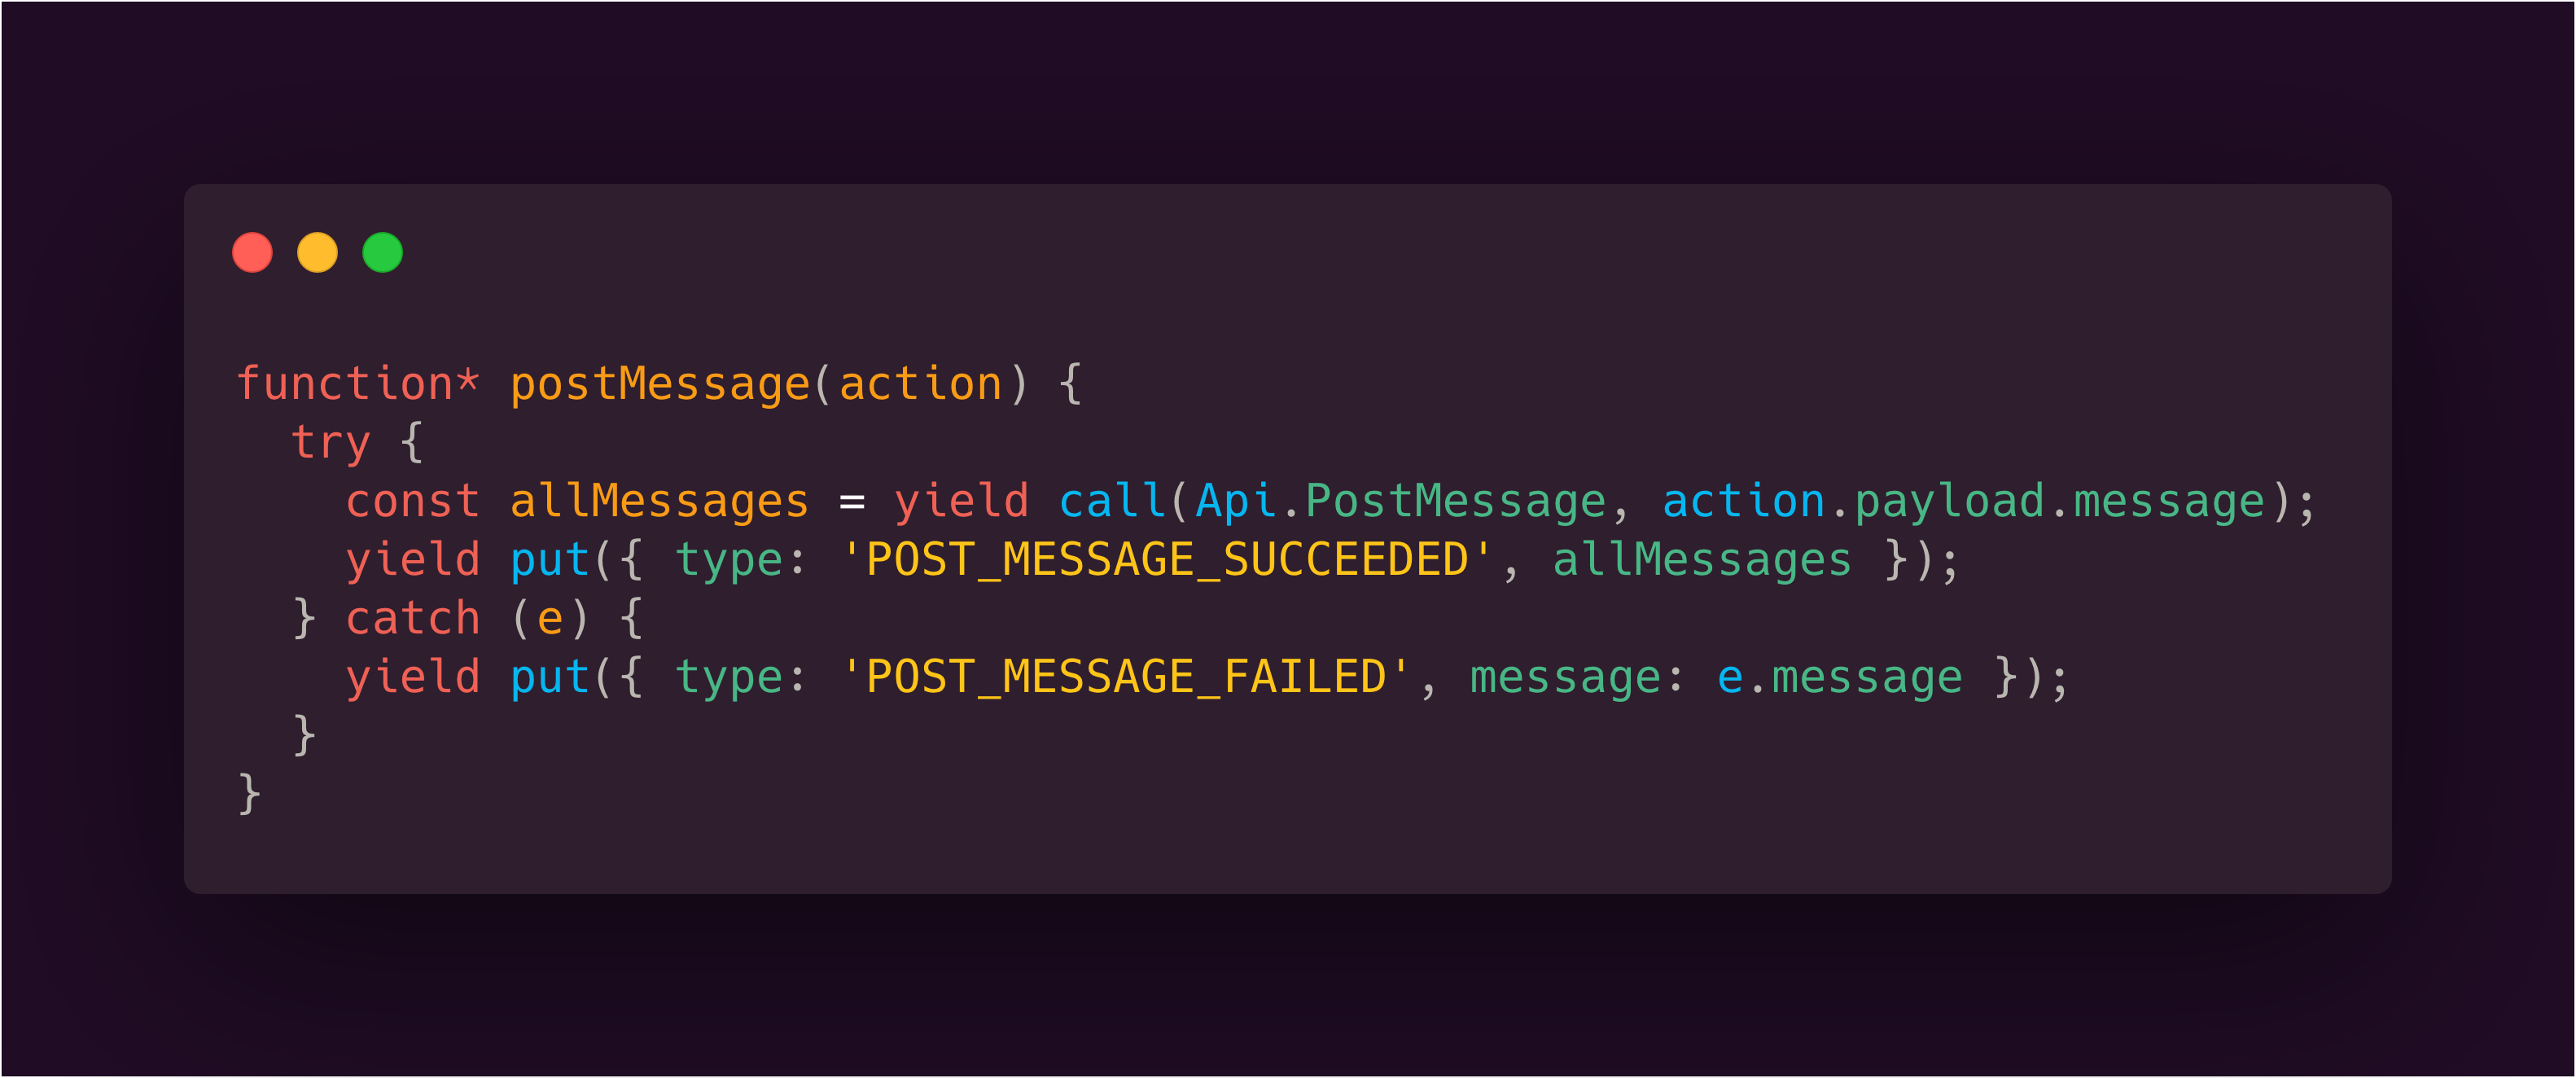 function* postMessage(action) {
  try {
    const allMessages = yield call(Api.PostMessage, action.payload.message);
    yield put({ type: 'POST_MESSAGE_SUCCEEDED', allMessages });
  } catch (e) {
    yield put({ type: 'POST_MESSAGE_FAILED', message: e.message });
  }
}